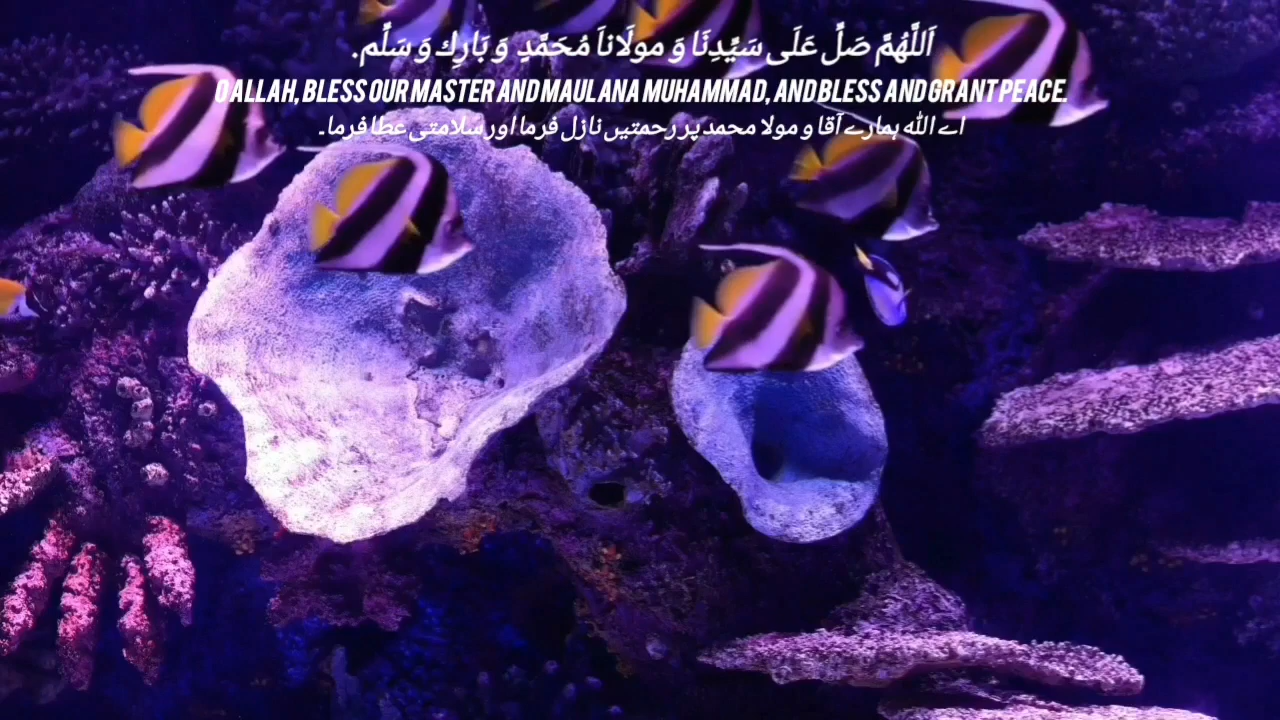 اَللَّهُمَّ صَلِّ عَلَى سَيِّدِنَا وَ مولَاناَ مُحَمَّدٍ وَ بَارِك وَ سَلِّم.
O ALLAH, BLESS OUR MASTER AND MAULANA MUHAMMAD, AND BLESS AND GRANT PEACE.
اے اللہ ہمارے آقا و مولا محمد پر رحمتیں نازل فرما اور سلامتی عطا فرما۔